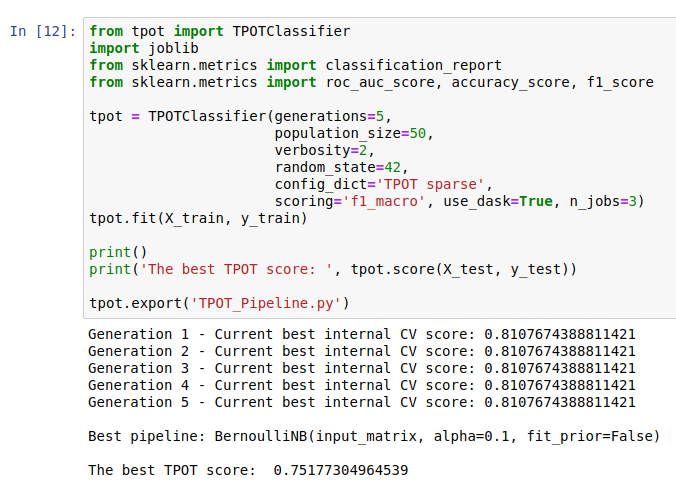 In [12]: from tpot import TPOTClassifier
import joblib
from sklearn.metrics import classification_report
from sklearn.metrics import roc_auc_score, accuracy_score, f1_score

tpot = TPOTClassifier(generations=5,
                      population_size=50,
                      verbosity=2,
                      random_state=42,
                      config_dict='TPOT sparse',
                      scoring='f1_macro', use_dask=True, n_jobs=3)
tpot.fit(X_train, y_train)

print()
print('The best TPOT score: ', tpot.score(X_test, y_test))

tpot.export('TPOT_Pipeline.py')
Generation 1 - Current best internal CV score: 0.8107674388811421
Generation 2 - Current best internal CV score: 0.8107674388811421
Generation 3 - Current best internal CV score: 0.8107674388811421
Generation 4 - Current best internal CV score: 0.8107674388811421
Generation 5 - Current best internal CV score: 0.8107674388811421

Best pipeline: BernoulliNB(input_matrix, alpha=0.1, fit_prior=False)

The best TPOT score:  0.75177304964539